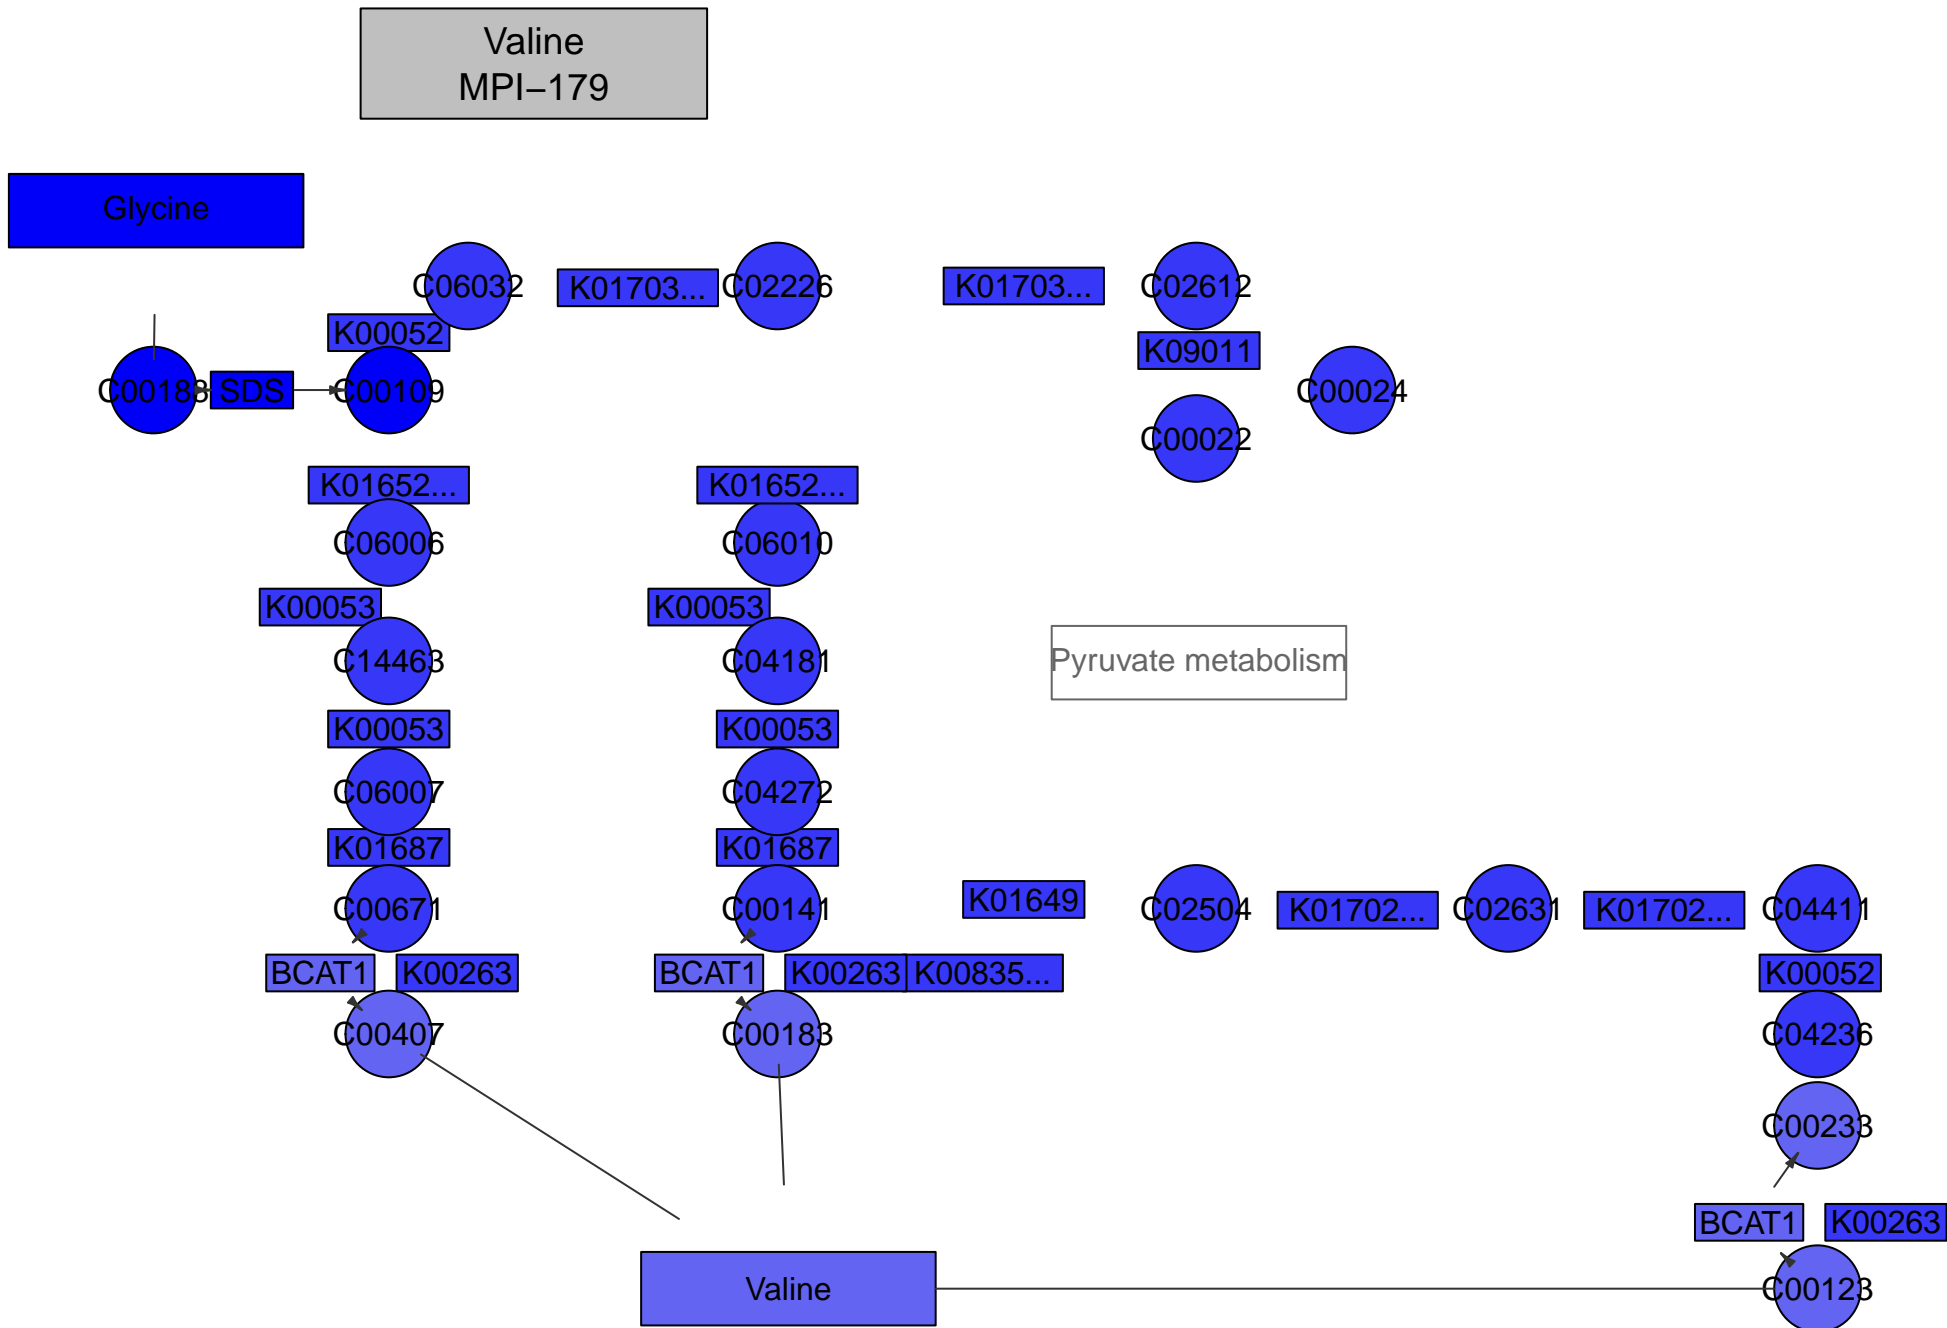 Valine
MPI−179
Glycine
C06032
K01703...
C02226
K01703...
C02612
K00052
K09011
C00188
SDS
C00109
C00024
C00022
K01652...
K01652...
C06006
C06010
K00053
K00053
C14463
C04181
Pyruvate metabolism
K00053
K00053
C06007
C04272
K01687
K01687
C00671
C00141
K01649
C02504
K01702...
C02631
K01702...
C04411
BCAT1
K00263
BCAT1
K00263
K00835...
K00052
C00407
C00183
C04236
C00233
BCAT1
K00263
Valine
C00123